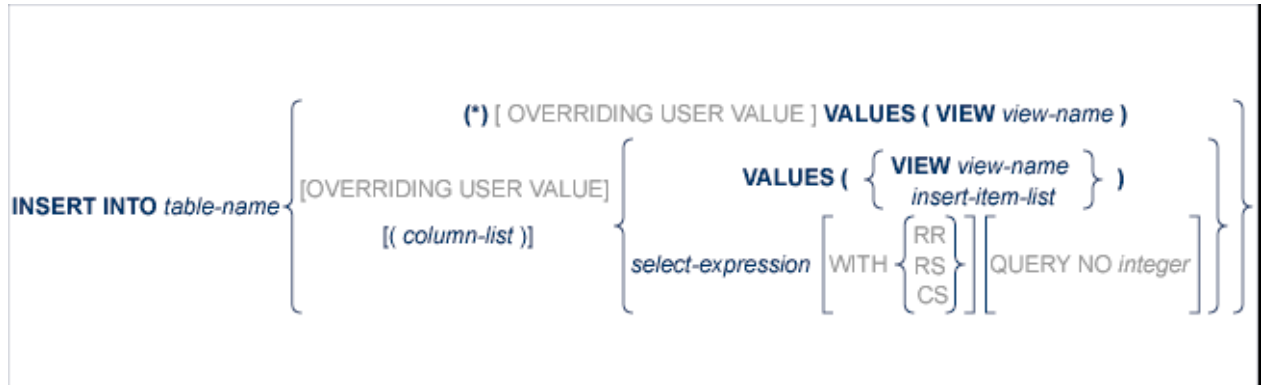 (*) [ OVERRIDING USER VALUE ] VALUES ( VIEW view-name )
INSERT INTO table-name
[OVERRIDING USER VALUE]
[( column-list )]
VALUES ( { VIEW view-name
insert-item-list } )
select-expression [WITH { RR
RS
CS } ] [QUERY NO integer]